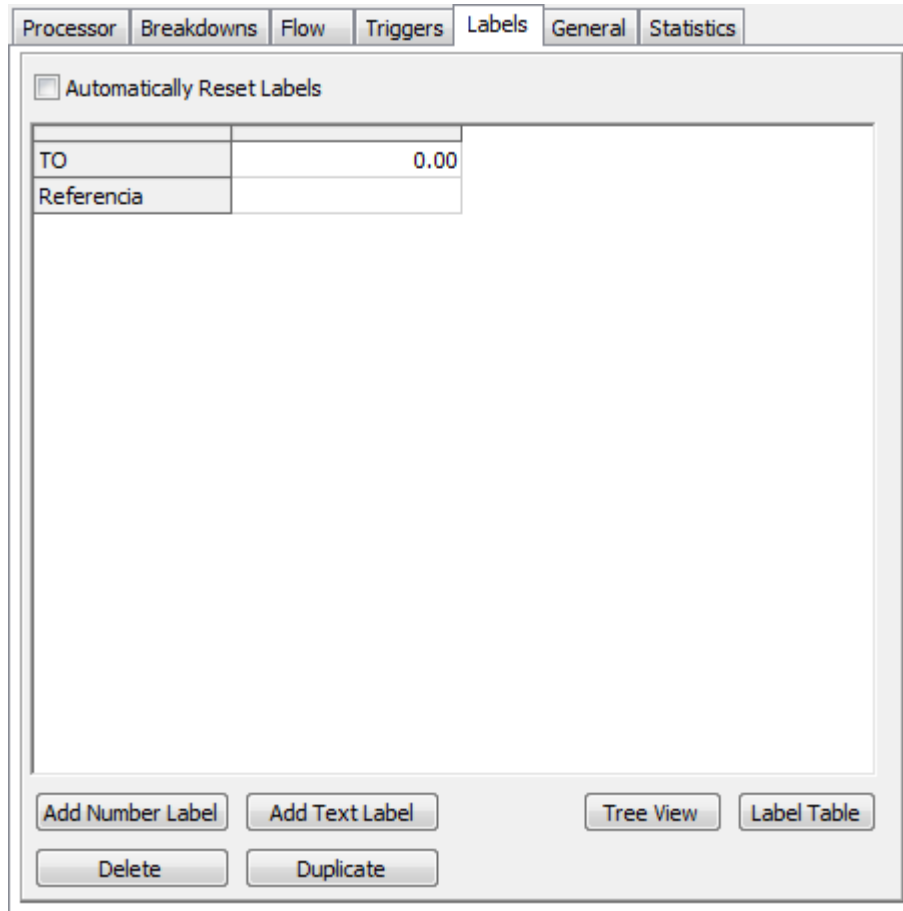 Processor Breakdowns Flow Triggers Labels General Statistics
Automatically Reset Labels
TO 0.00
Referencia
Add Number Label Add Text Label Tree View Label Table
Delete Duplicate